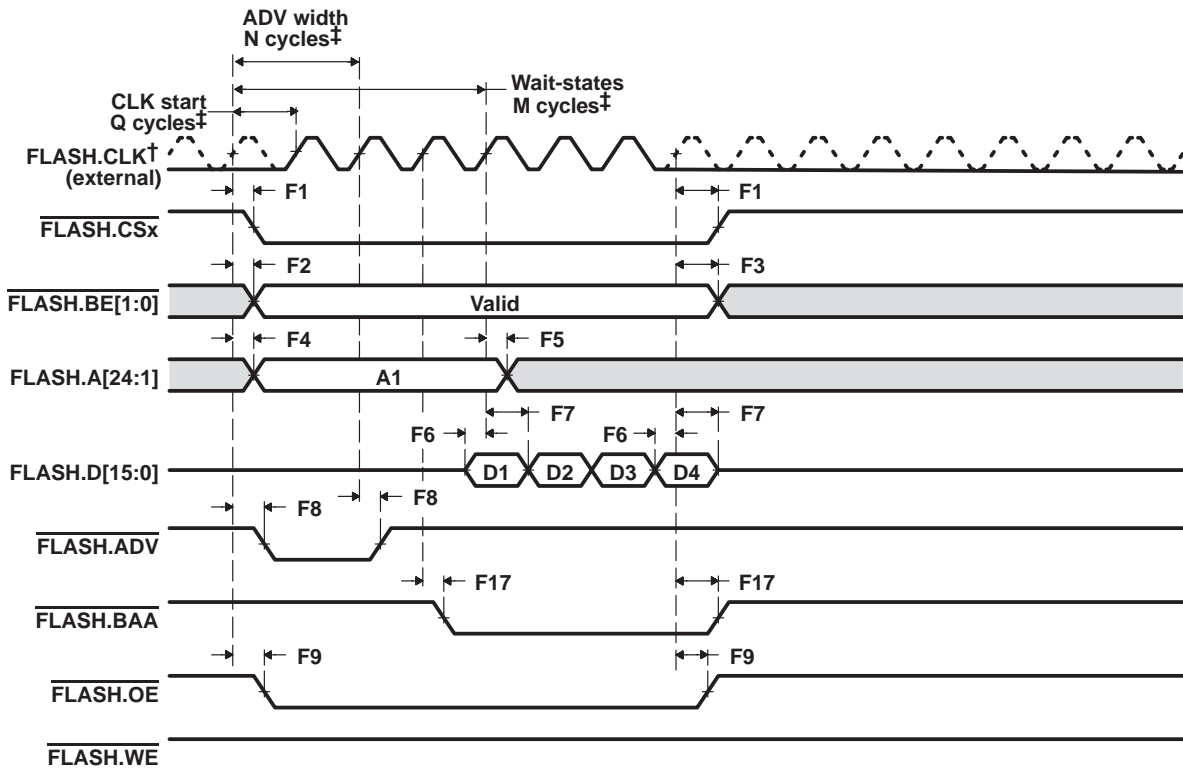 ADV width
N cycles‡
Wait-states
M cycles‡
CLK start
Q cycles‡
FLASH.CLK†
(external)
F1
F1
FLASH.CSx
F2
F3
FLASH.BE[1:0]
Valid
F4
F5
FLASH.A[24:1]
A1
F7
F7
F6
F6
FLASH.D[15:0]
D1
D2
D3
D4
F8
F8
FLASH.ADV
F17
F17
FLASH.BAA
F9
F9
FLASH.OE
FLASH.WE